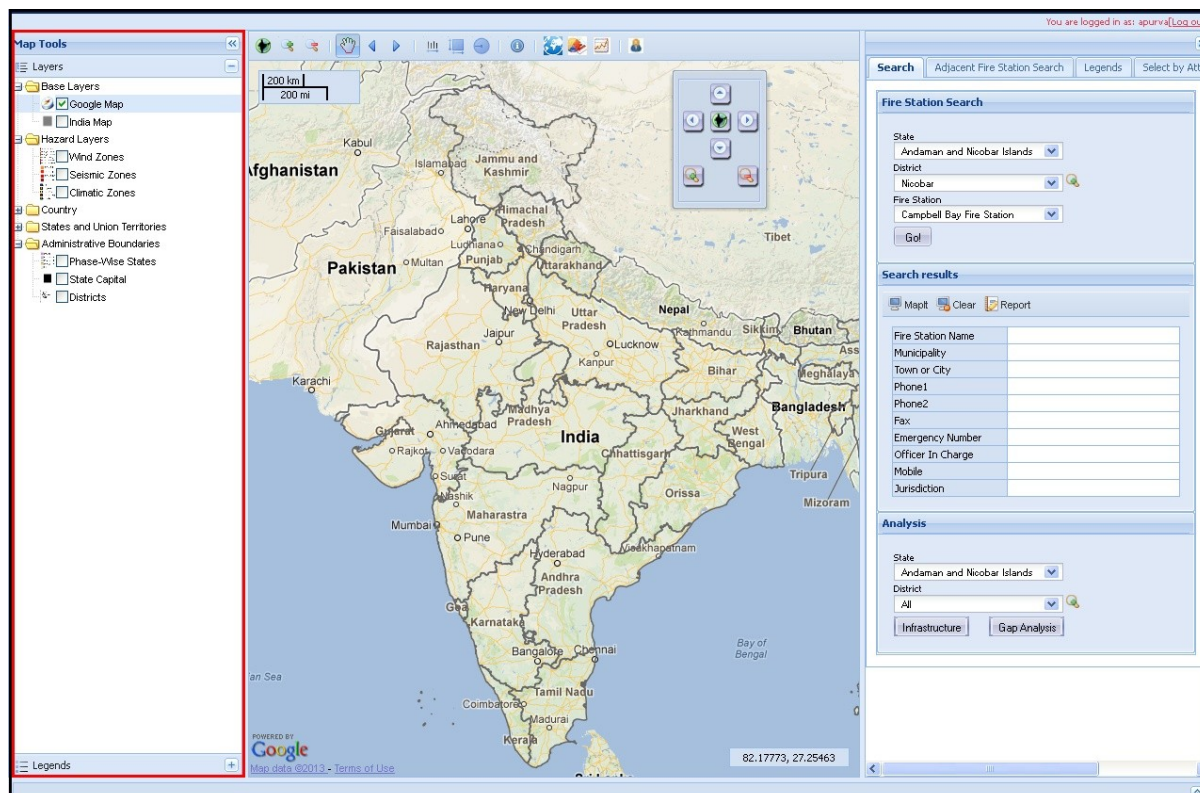 You are logged in as: apurva[Log ou
Map Tools
Layers
Base Layers
Google Map
India Map
Hazard Layers
Wind Zones
Seismic Zones
Climatic Zones
Country
States and Union Territories
Administrative Boundaries
Phase-Wise States
State Capital
Districts
Legends
200 km
200 mi
Kabul
Afghanistan
Islamabad
Jammu and
Kashmir
Himachal
Pradesh
Lahore
Faisalabad
Ludhiana
Chandigarh
Tibet
Punjab
Uttarakhand
Pakistan
Multan
Haryana
New Delhi
Uttar
Pradesh
Nepal
Kathmandu
Sikkim
Bhutan
Jaipur
Rajasthan
Lucknow
Kanpur
Ass
Bihar
Meghalaya
Karachi
Madhya
Pradesh
Jharkhand
Bangladesh
Gujarat
Ahmedabad
India
West
Bengal
Rajkot
Vadodara
Chhattisgarh
Tripura
Surat
Nagpur
Orissa
Mizoram
Nashik
Maharastra
Mumbai
Pune
Hyderabad
Visakhapatnam
Andhra
Pradesh
Goa
Karnataka
Bay of
Bengal
Bangalore
Chennai
an Sea
Tamil Nadu
Coimbatore
Madurai
Kerala
POWERED BY
Google
Map data ©2013 - Terms of Use
82.17773, 27.25463
Search
Adjacent Fire Station Search
Legends
Select by Att
Fire Station Search
State
Andaman and Nicobar Islands
District
Nicobar
Fire Station
Campbell Bay Fire Station
Go!
Search results
MapIt
Clear
Report
Fire Station Name
Municipality
Town or City
Phone1
Phone2
Fax
Emergency Number
Officer In Charge
Mobile
Jurisdiction
Analysis
State
Andaman and Nicobar Islands
District
All
Infrastructure
Gap Analysis